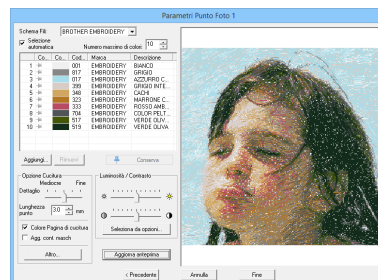 Parametri Punto Foto 1
Schema Fili: BROTHER EMBROIDERY
Selezione automatica
Numero massimo di colori: 10
Co... Co... Cod... Marca Descrizione
1 001 EMBROIDERY BIANCO
2 817 EMBROIDERY GRIGIO
3 017 EMBROIDERY AZZURRO C...
4 399 EMBROIDERY GRIGIO INTE...
5 348 EMBROIDERY CACHI
6 323 EMBROIDERY MARRONE C...
7 333 EMBROIDERY ROSSO AMB...
8 704 EMBROIDERY COLOR PELT...
9 517 EMBROIDERY VERDE OLIV...
10 519 EMBROIDERY VERDE OLIVA
Aggiungi... Rimuovi Conserva
Opzione Cucitura
Mediocre Fine
Dettaglio
Lunghezza punto 3.0 mm
Colore Pagina di cucitura
Agg. cont. masch
Altro...
Luminosità / Contrasto
Seleziona da opzioni...
Aggiorna anteprima
< Precedente Annulla Fine